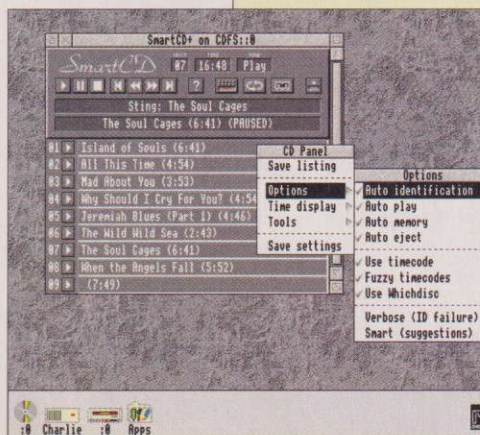 SmartCD+ on CDFS::0
SmartCD
07 16:48 Play
?
Sting: The Soul Cages
The Soul Cages (6:41) (PAUSED)
01 Island of Souls (6:41)
02 All This Time (4:54)
03 Mad About You (3:53)
04 Why Should I Cry For You? (4:54
05 Jeremiah Blues (Part 1) (4:46)
06 The Wild Wild Sea (2:43)
07 The Soul Cages (6:41)
08 When the Angels Fall (5:52)
09 (7:49)
CD Panel
Save listing
Options
Time display
Tools
Save settings
Options
Auto identification
Auto play
Auto memory
Auto eject
Use timecode
Fuzzy timecodes
Use Whichdisc
Verbose (ID failure)
Smart (suggestions)
:0 Charlie :0 Apps